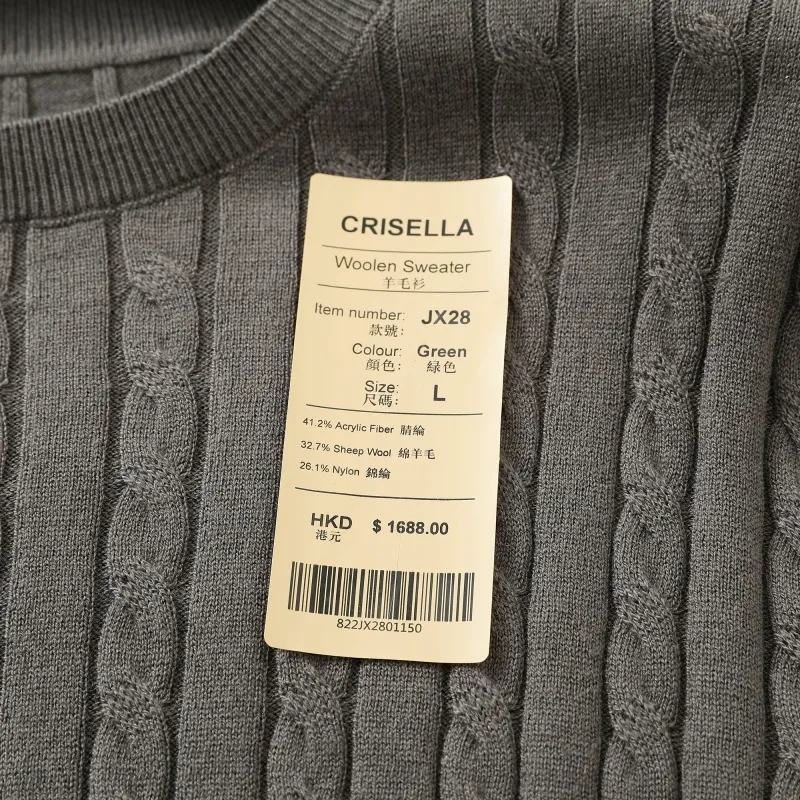 CRISELLA
Woolen Sweater
羊毛衫
Item number: JX28
款號:
Colour: Green
顏色: 緑色
Size: L
尺碼:
41.2% Acrylic Fiber 腈綸
32.7% Sheep Wool 綿羊毛
26.1% Nylon 錦綸
HKD $ 1688.00
港元
822JX2801150